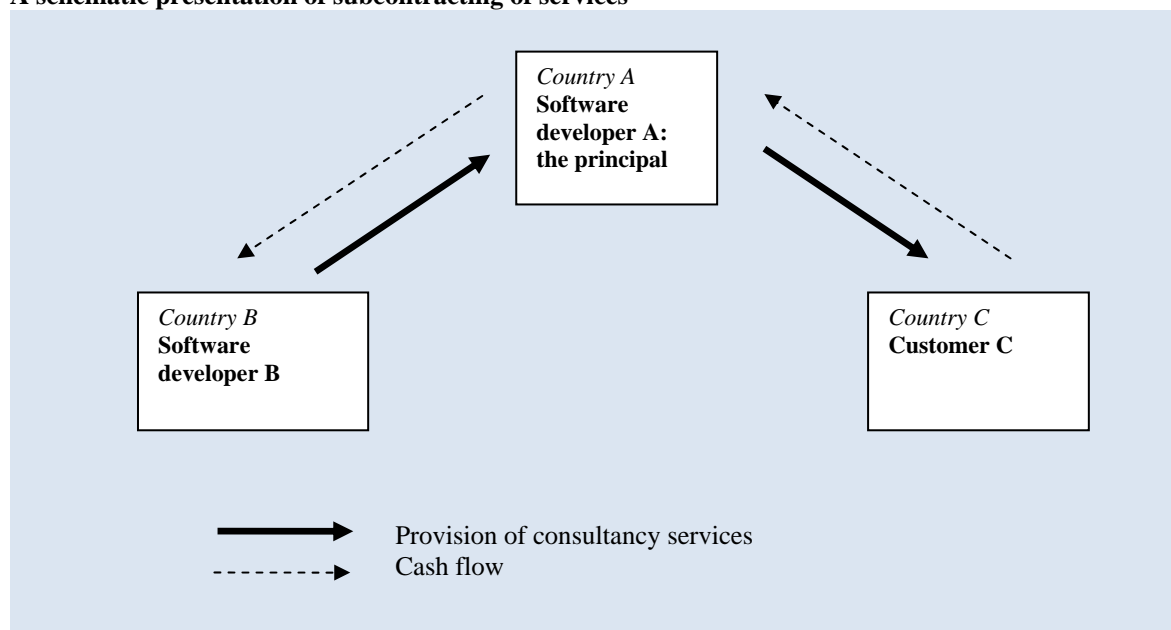 A schematic presentation of subcontracting of services
Country A
Software
developer A:
the principal
Country B
Software
developer B
Country C
Customer C
Provision of consultancy services
Cash flow